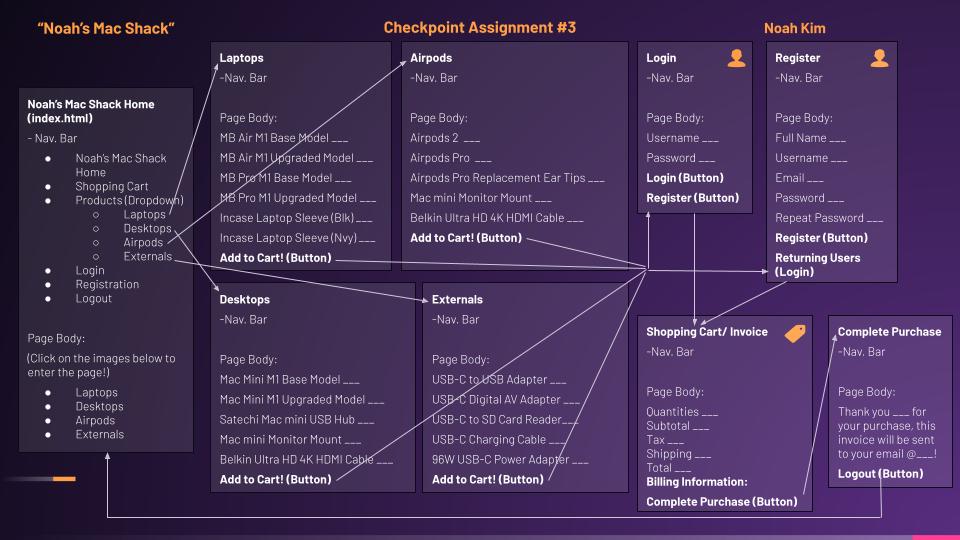 “Noah’s Mac Shack”
Checkpoint Assignment #3
Noah Kim
Noah’s Mac Shack Home
(index.html)
- Nav. Bar
● Noah’s Mac Shack
Home
● Shopping Cart
● Products (Dropdown)
○ Laptops
○ Desktops
○ Airpods
○ Externals
● Login
● Registration
● Logout
Page Body:
(Click on the images below to
enter the page!)
● Laptops
● Desktops
● Airpods
● Externals
Laptops
-Nav. Bar
Page Body:
MB Air M1 Base Model ___
MB Air M1 Upgraded Model ___
MB Pro M1 Base Model ___
MB Pro M1 Upgraded Model ___
Incase Laptop Sleeve (Blk) ___
Incase Laptop Sleeve (Nvy) ___
Add to Cart! (Button)
Airpods
-Nav. Bar
Page Body:
Airpods 2 ___
Airpods Pro ___
Airpods Pro Replacement Ear Tips ___
Mac mini Monitor Mount ___
Belkin Ultra HD 4K HDMI Cable ___
Add to Cart! (Button)
Login
-Nav. Bar
Page Body:
Username ___
Password ___
Login (Button)
Register (Button)
Register
-Nav. Bar
Page Body:
Full Name ___
Username ___
Email ___
Password ___
Repeat Password ___
Register (Button)
Returning Users
(Login)
Desktops
-Nav. Bar
Page Body:
Mac Mini M1 Base Model ___
Mac Mini M1 Upgraded Model ___
Satechi Mac mini USB Hub ___
Mac mini Monitor Mount ___
Belkin Ultra HD 4K HDMI Cable ___
Add to Cart! (Button)
Externals
-Nav. Bar
Page Body:
USB-C to USB Adapter ___
USB-C Digital AV Adapter ___
USB-C to SD Card Reader___
USB-C Charging Cable ___
96W USB-C Power Adapter ___
Add to Cart! (Button)
Shopping Cart/ Invoice
-Nav. Bar
Page Body:
Quantities ___
Subtotal ___
Tax ___
Shipping ___
Total ___
Billing Information:
Complete Purchase (Button)
Complete Purchase
-Nav. Bar
Page Body:
Thank you ___ for
your purchase, this
invoice will be sent
to your email @___!
Logout (Button)